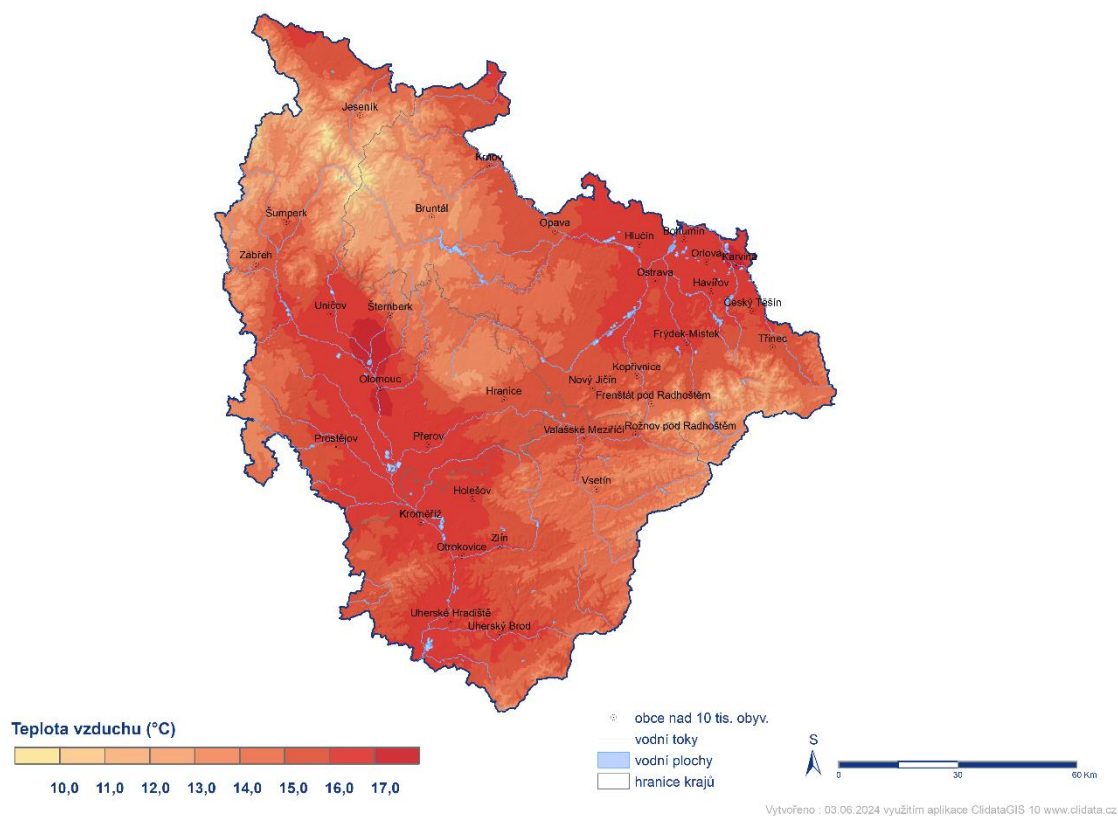 Jeseník
Krnov
Šumperk
Bruntál
Opava
Hlučín
Bohumín
Orlová
Karviná
Zábřeh
Ostrava
Havířov
Český Těšín
Uničov
Šternberk
Frýdek-Místek
Třinec
Kopřivnice
Olomouc
Nový Jičín
Hranice
Frenštát pod Radhoštěm
Rožnov pod Radhoštěm
Valašské Meziříčí
Prostějov
Přerov
Vsetín
Holešov
Kroměříž
Zlín
Otrokovice
Uherské Hradiště
Uherský Brod
Teplota vzduchu (°C)
10,0 11,0 12,0 13,0 14,0 15,0 16,0 17,0
obce nad 10 tis. obyv.
vodní toky
vodní plochy
hranice krajů
S
0 30 60 Km
Vytvořeno : 03.06.2024 využitím aplikace ClidataGIS 10 www.clidata.cz